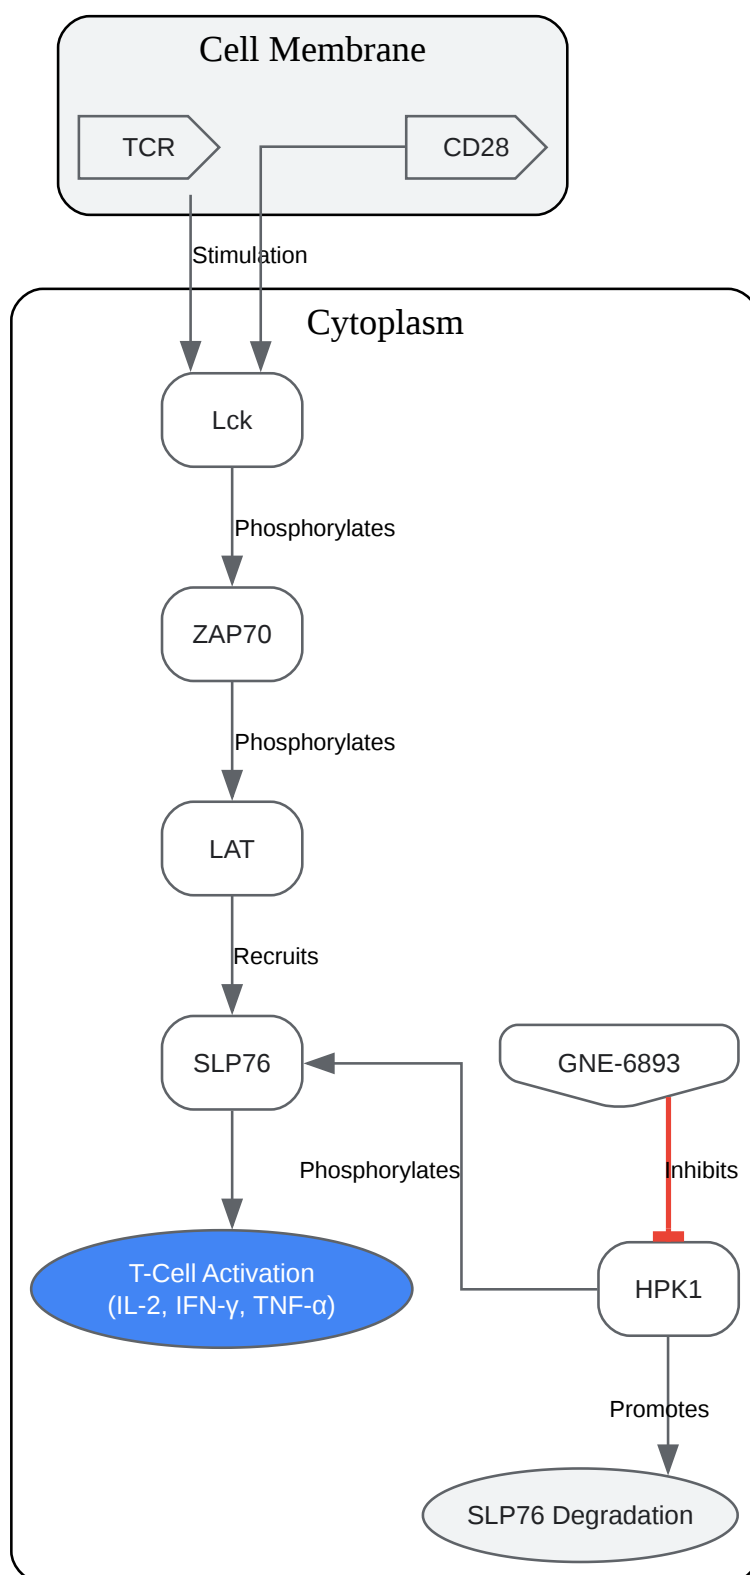 Cell Membrane
TCR
CD28
Stimulation
Cytoplasm
Lck
Phosphorylates
ZAP70
Phosphorylates
LAT
Recruits
SLP76
GNE-6893
Phosphorylates
Inhibits
T-Cell Activation
(IL-2, IFN-γ, TNF-α)
HPK1
Promotes
SLP76 Degradation